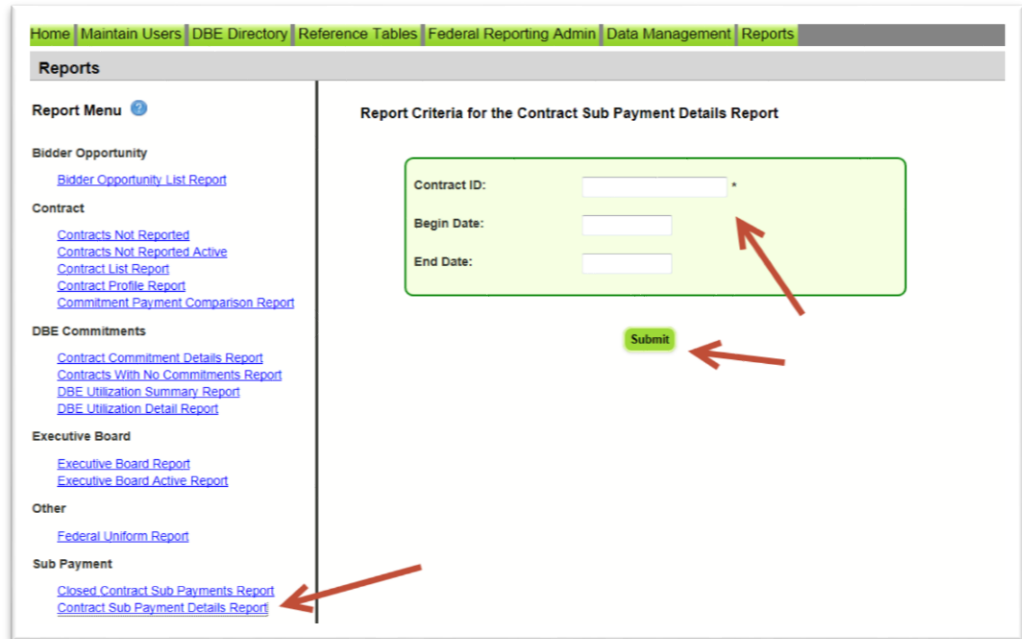 Home Maintain Users DBE Directory Reference Tables Federal Reporting Admin Data Management Reports
Reports
Report Menu ?
Bidder Opportunity
Bidder Opportunity List Report
Contract
Contracts Not Reported
Contracts Not Reported Active
Contract List Report
Contract Profile Report
Commitment Payment Comparison Report
DBE Commitments
Contract Commitment Details Report
Contracts With No Commitments Report
DBE Utilization Summary Report
DBE Utilization Detail Report
Executive Board
Executive Board Report
Executive Board Active Report
Other
Federal Uniform Report
Sub Payment
Closed Contract Sub Payments Report
Contract Sub Payment Details Report
Report Criteria for the Contract Sub Payment Details Report
Contract ID: *
Begin Date:
End Date:
Submit